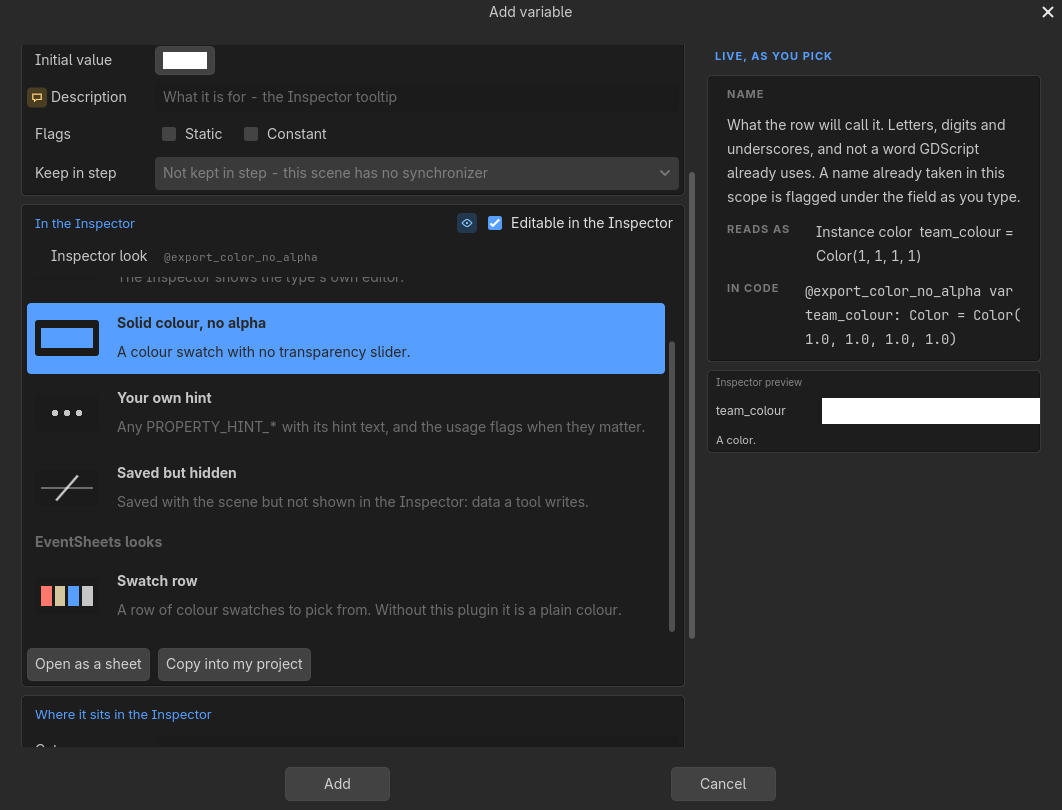 Add variable
Initial value
Description
What it is for - the Inspector tooltip
Flags
Static
Constant
Keep in step
Not kept in step - this scene has no synchronizer
In the Inspector
Editable in the Inspector
Inspector look
@export_color_no_alpha
The Inspector shows the type's own editor.
Solid colour, no alpha
A colour swatch with no transparency slider.
Your own hint
Any PROPERTY_HINT_* with its hint text, and the usage flags when they matter.
Saved but hidden
Saved with the scene but not shown in the Inspector: data a tool writes.
EventSheets looks
Swatch row
A row of colour swatches to pick from. Without this plugin it is a plain colour.
Open as a sheet
Copy into my project
Where it sits in the Inspector
LIVE, AS YOU PICK
NAME
What the row will call it. Letters, digits and
underscores, and not a word GDScript
already uses. A name already taken in this
scope is flagged under the field as you type.
READS AS
Instance color team_colour =
Color(1, 1, 1, 1)
IN CODE
@export_color_no_alpha var
team_colour: Color = Color(
1.0, 1.0, 1.0, 1.0)
Inspector preview
team_colour
A color.
Add
Cancel